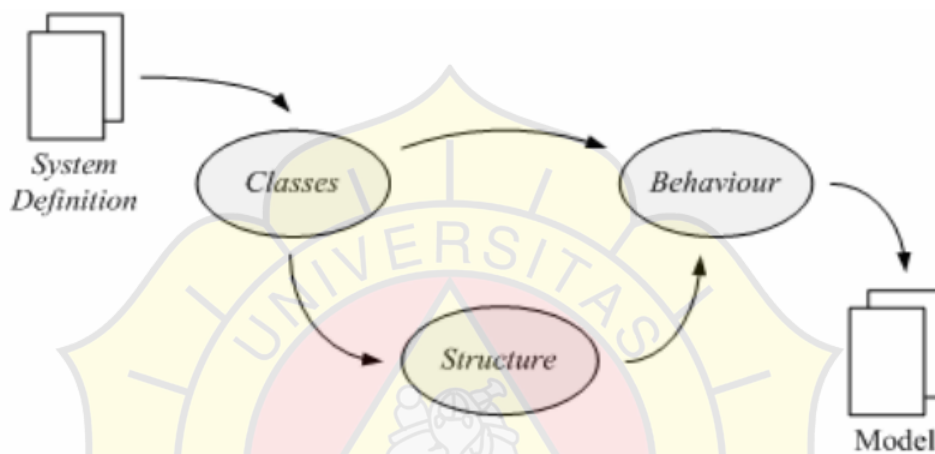 System
Definition
Classes
Behaviour
UNIVERSITAS
Structure
Model